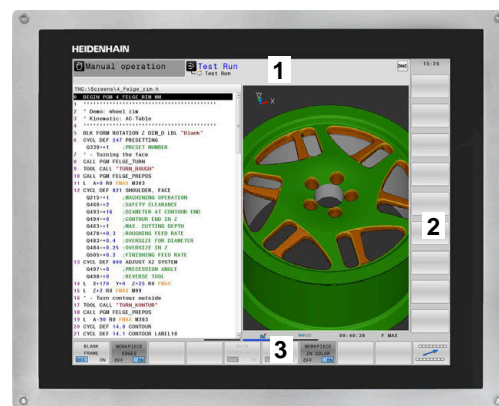 HEIDENHAIN
Manual operation
Test Run
Test Run
1
DNC
15:24
TNC:\Screens\4_Felge_rim.h
0 BEGIN PGM 4_FELGE_RIM MM
1 * ****************************************
2 * Demo: wheel rim
3 * Kinematic: AC-Table
4 * ****************************************
5 BLK FORM ROTATION Z DIM_D LBL "Blank"
6 CYCL DEF 247 PRESETTING
Q339=+1 ;PRESET NUMBER
7 * - Turning the face
8 CALL PGM FELGE_TURN
9 TOOL CALL "TURN_ROUGH"
10 CALL PGM FELGE_PREPOS
11 L A+0 R0 FMAX M303
12 CYCL DEF 821 SHOULDER, FACE
Q215=+1 ;MACHINING OPERATION
Q460=+2 ;SAFETY CLEARANCE
Q493=+16 ;DIAMETER AT CONTOUR END
Q494=+0 ;CONTOUR END IN Z
Q463=+1 ;MAX. CUTTING DEPTH
Q478=+0.3 ;ROUGHING FEED RATE
Q483=+0.4 ;OVERSIZE FOR DIAMETER
Q484=+0.25 ;OVERSIZE IN Z
Q505=+0.2 ;FINISHING FEED RATE
13 CYCL DEF 800 ADJUST XZ SYSTEM
Q497=+0 ;PRECESSION ANGLE
Q498=+0 ;REVERSE TOOL
14 L X+170 Y+0 Z+25 R0 FMAX
15 L Z+2 R0 FMAX M99
16 * - Turn contour outside
17 TOOL CALL "TURN_KONTUR"
18 CALL PGM FELGE_PREPOS
19 L A-90 R0 FMAX M303
20 CYCL DEF 14.0 CONTOUR
21 CYCL DEF 14.1 CONTOUR LABEL10
2
00:40:38 F MAX
BLANK FRAME
OFF ON
WORKPIECE EDGES
OFF ON
3
WORKPIECE IN COLOR
OFF ON